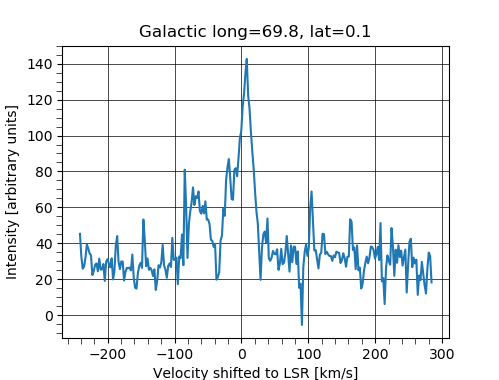 Galactic long=69.8, lat=0.1
Intensity [arbitrary units]
140
120
100
80
60
40
20
0
−200 −100 0 100 200 300
Velocity shifted to LSR [km/s]